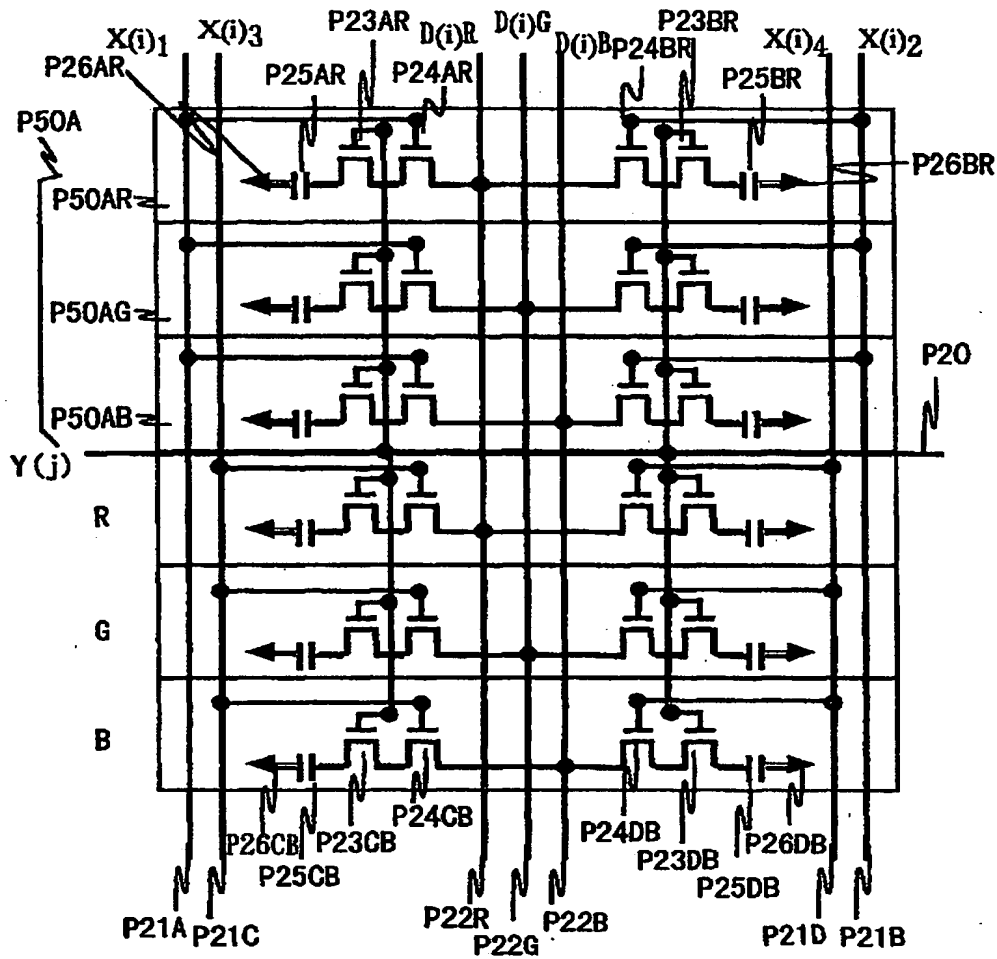 X(i)1
X(i)3
P23AR
D(i)R
D(i)G
D(i)B
P23BR
X(i)4
X(i)2
P26AR
P25AR
P24AR
P24BR
P25BR
P50A
P26BR
P50AR
P50AG
P20
P50AB
Y(j)
R
G
B
P26CB
P25CB
P23CB
P24CB
P24DB
P23DB
P25DB
P26DB
P21A
P21C
P22R
P22G
P22B
P21D
P21B